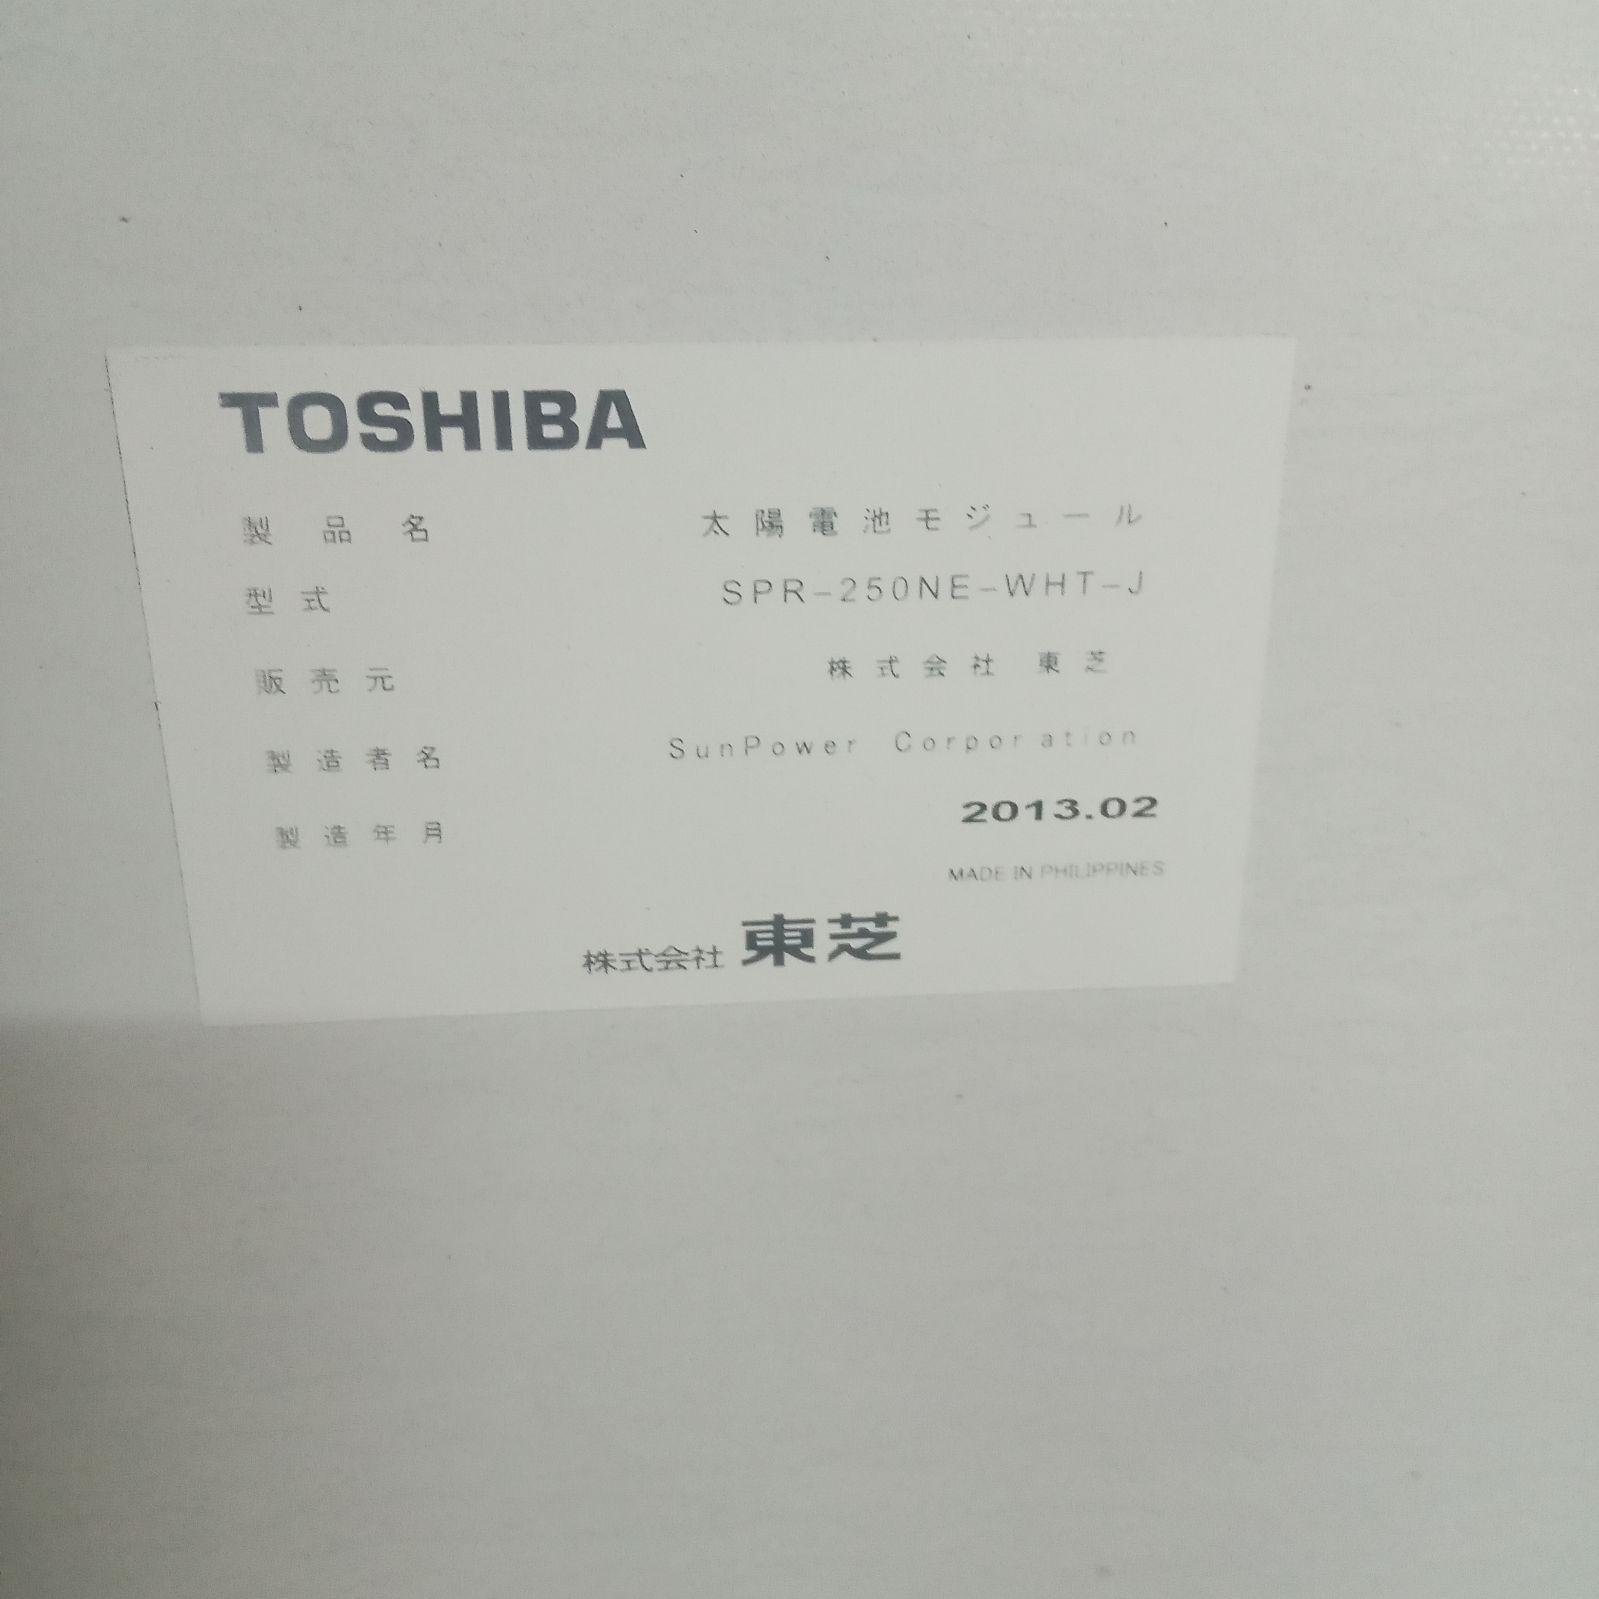 TOSHIBA
製品名 太陽電池モジュール
型式 SPR-250NE-WHT-J
販売元 株式会社 東芝
製造者名 SunPower Corporation
製造年月 2013.02
MADE IN PHILIPPINES
株式会社 東芝